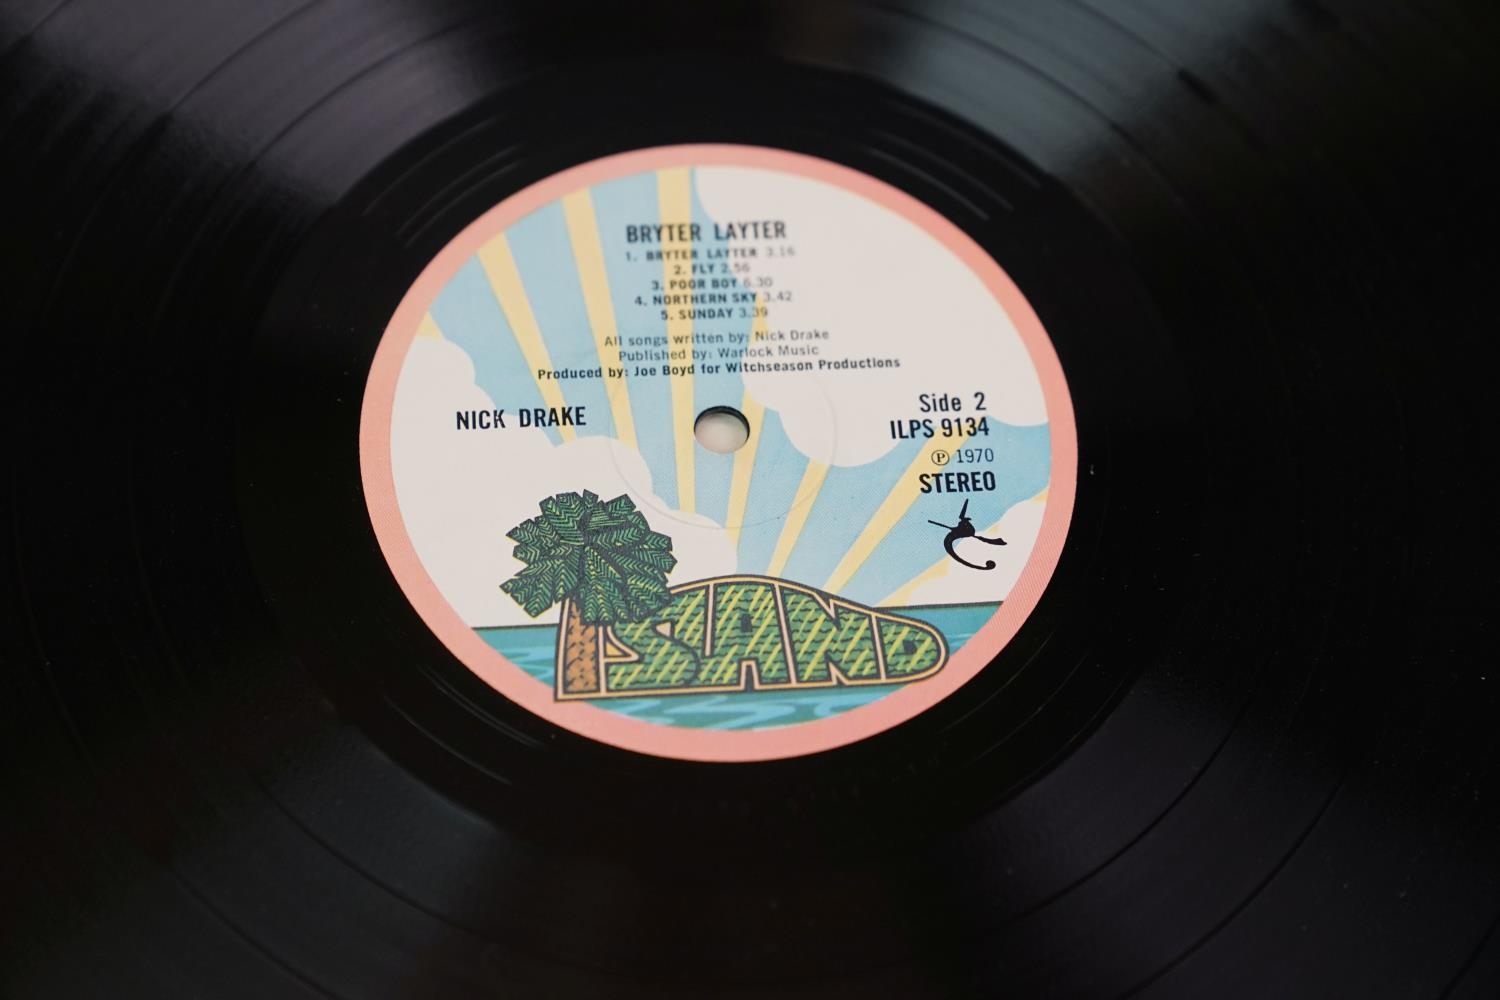 BRYTER LAYTER
1. BRYTER LAYTER 3.16
2. FLY 2.56
3. POOR BOY 6.30
4. NORTHERN SKY 3.42
5. SUNDAY 3.39
All songs written by: Nick Drake
Published by: Warlock Music
Produced by: Joe Boyd for Witchseason Productions
NICK DRAKE
Side 2
ILPS 9134
Ⓟ 1970
STEREO
ISLAND